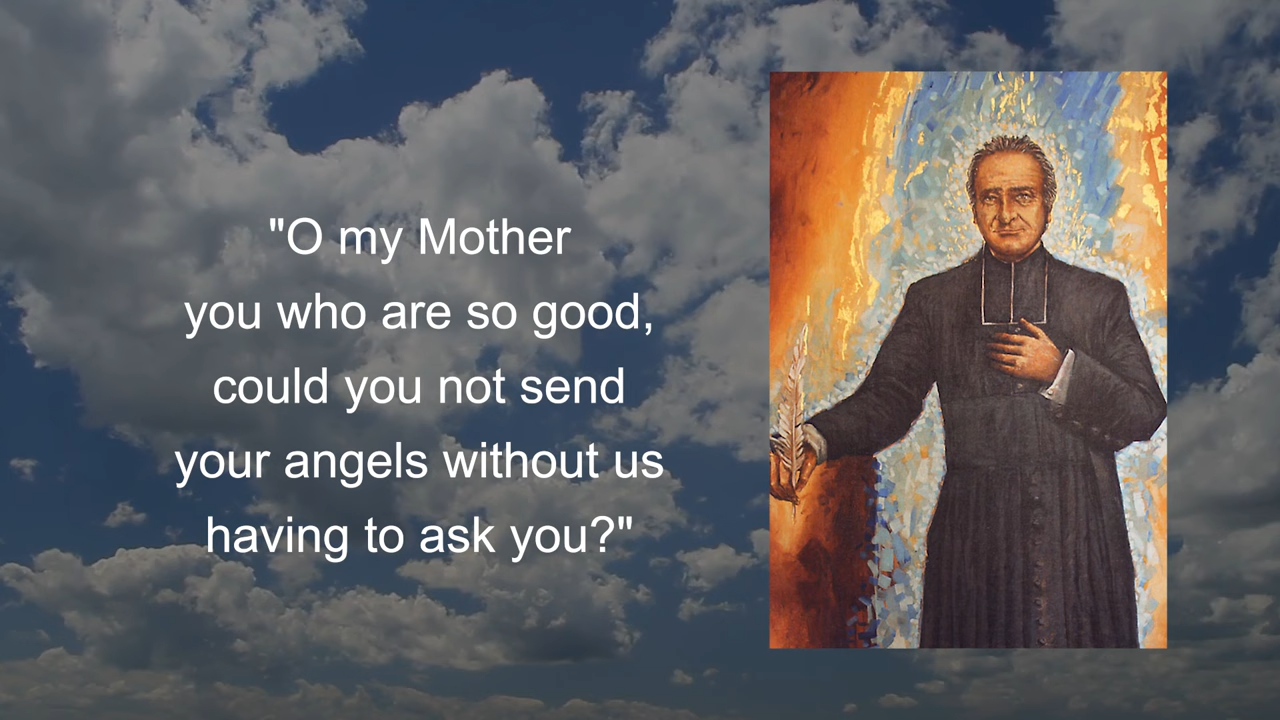 "O my Mother
you who are so good,
could you not send
your angels without us
having to ask you?"